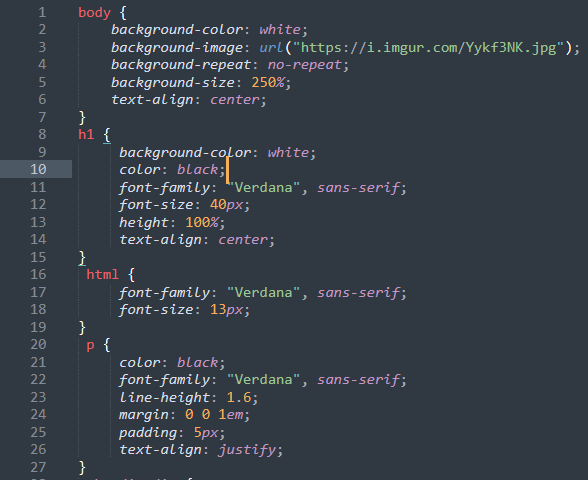 1 body {
2 background-color: white;
3 background-image: url("https://i.imgur.com/Yykf3NK.jpg");
4 background-repeat: no-repeat;
5 background-size: 250%;
6 text-align: center;
7 }
8 h1 {
9 background-color: white;
10 color: black;
11 font-family: "Verdana", sans-serif;
12 font-size: 40px;
13 height: 100%;
14 text-align: center;
15 }
16 html {
17 font-family: "Verdana", sans-serif;
18 font-size: 13px;
19 }
20 p {
21 color: black;
22 font-family: "Verdana", sans-serif;
23 line-height: 1.6;
24 margin: 0 0 1em;
25 padding: 5px;
26 text-align: justify;
27 }